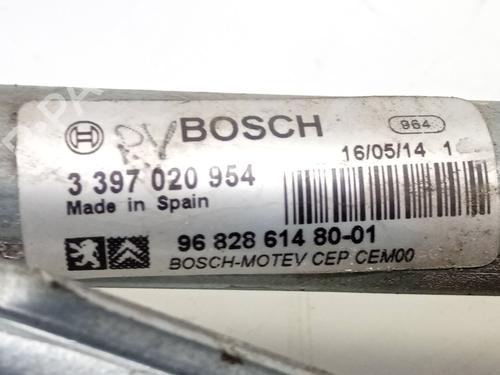 BOSCH
964
RV
16/05/14 1
3 397 020 954
Made in Spain
96 828 614 80-01
BOSCH-MOTEV CEP CEM00